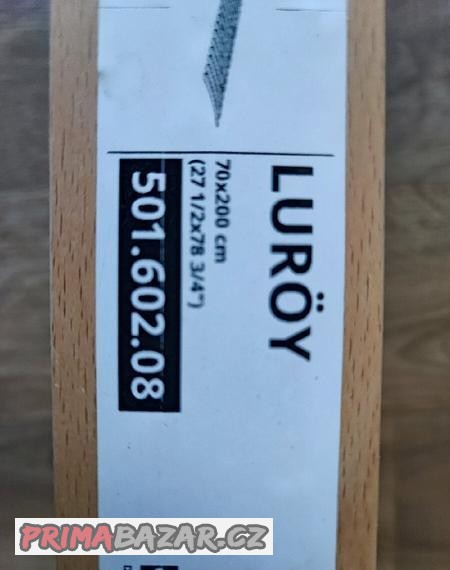 LURÖY
70x200 cm
(27 1/2x78 3/4")
501.602.08
PRIMABAZAR.CZ